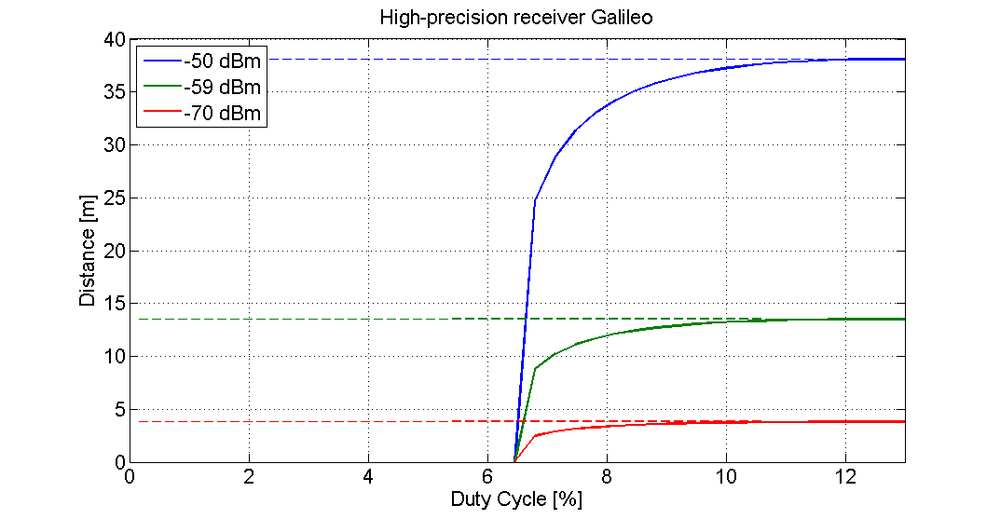 High-precision receiver Galileo
-50 dBm
-59 dBm
-70 dBm
Distance [m]
40
35
30
25
20
15
10
5
0
0 2 4 6 8 10 12
Duty Cycle [%]